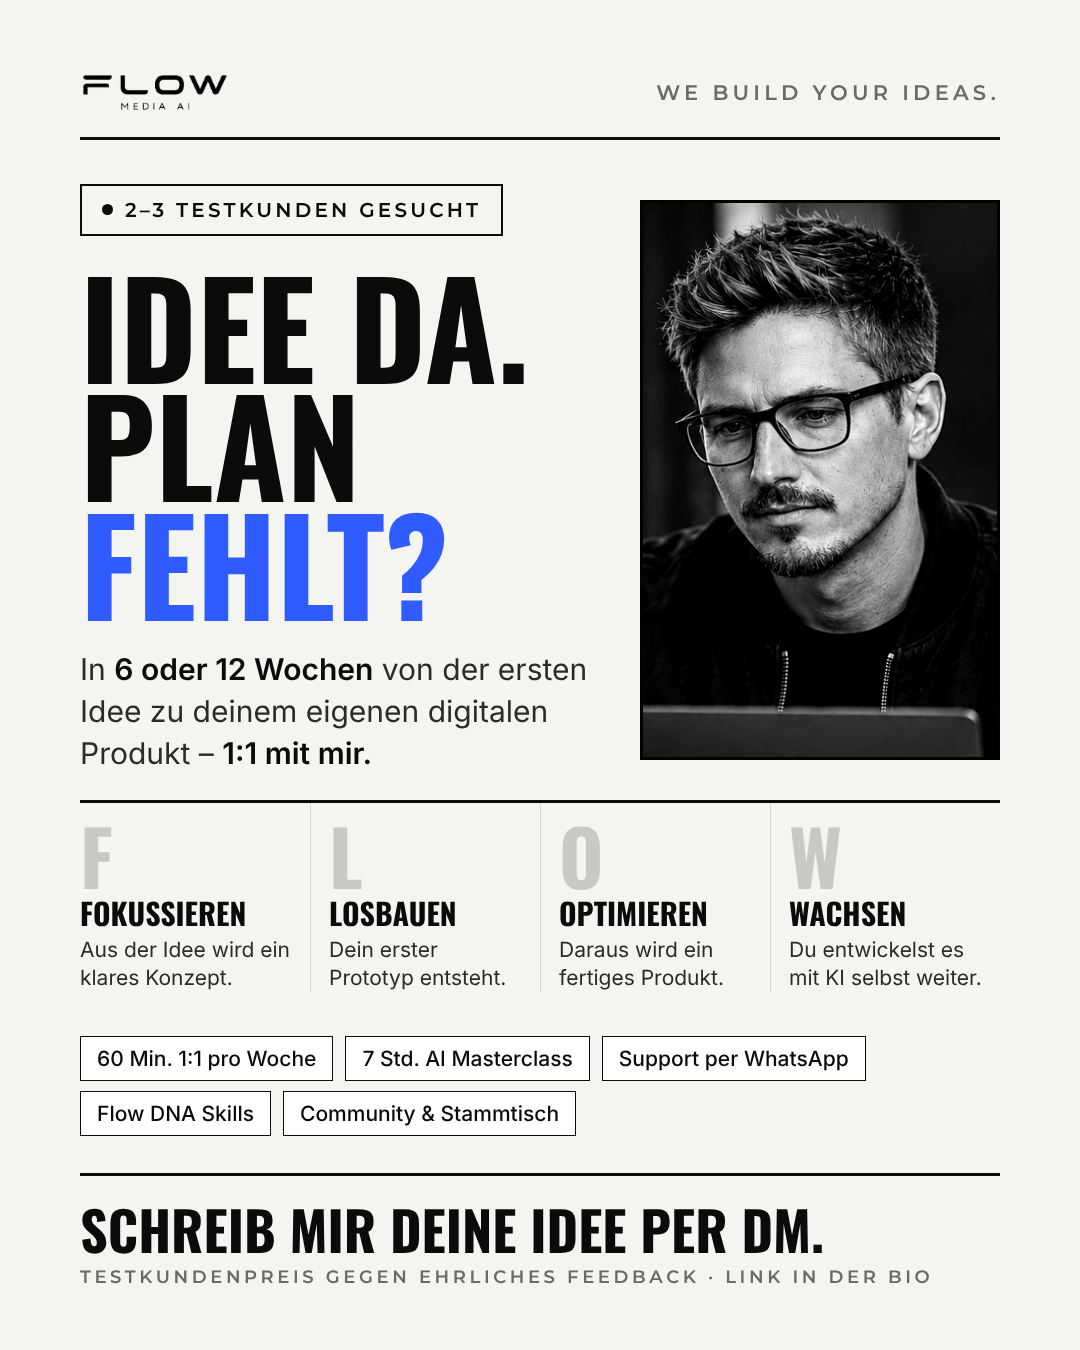 FLOW
MEDIA AI
WE BUILD YOUR IDEAS.
2–3 TESTKUNDEN GESUCHT
IDEE DA.
PLAN
FEHLT?
In 6 oder 12 Wochen von der ersten
Idee zu deinem eigenen digitalen
Produkt – 1:1 mit mir.
F
FOKUSSIEREN
Aus der Idee wird ein
klares Konzept.
L
LOSBAUEN
Dein erster
Prototyp entsteht.
O
OPTIMIEREN
Daraus wird ein
fertiges Produkt.
W
WACHSEN
Du entwickelst es
mit KI selbst weiter.
60 Min. 1:1 pro Woche
7 Std. AI Masterclass
Support per WhatsApp
Flow DNA Skills
Community & Stammtisch
SCHREIB MIR DEINE IDEE PER DM.
TESTKUNDENPREIS GEGEN EHRLICHES FEEDBACK · LINK IN DER BIO